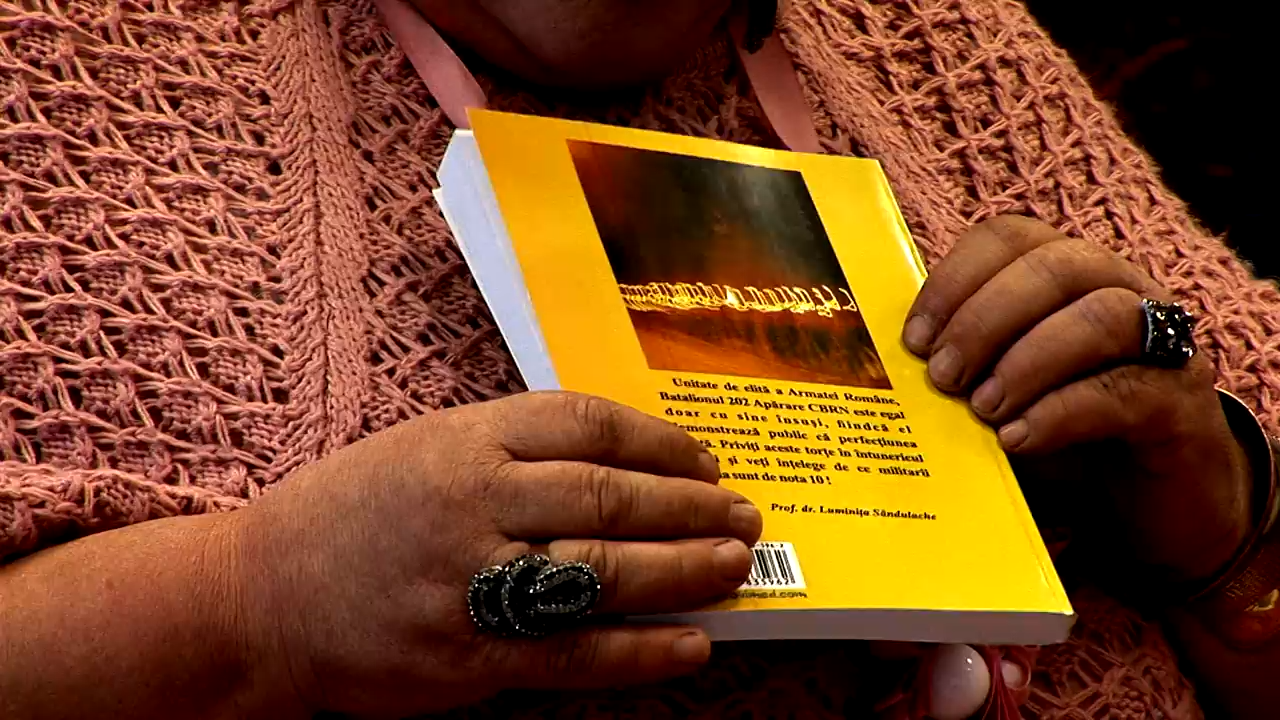 Unitate de elită a Armatei Române,
Batalionul 202 Apărare CBRN este egal
doar cu sine însuși, fiindcă el
demonstrează public că perfecțiunea
Priviți aceste torțe în întunericul
și veți înțelege de ce militarii
sunt de nota 10 !
Prof. dr. Luminița Săndulache